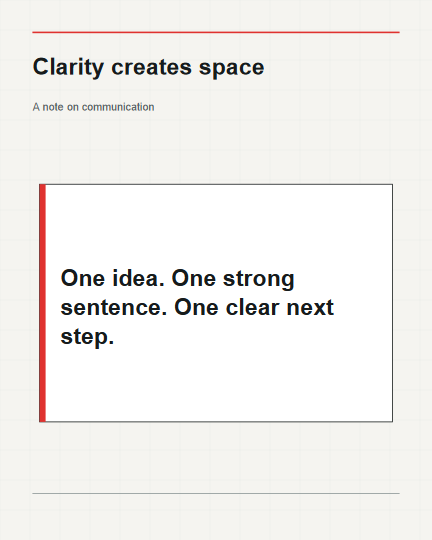 Clarity creates space
A note on communication
One idea. One strong
sentence. One clear next
step.